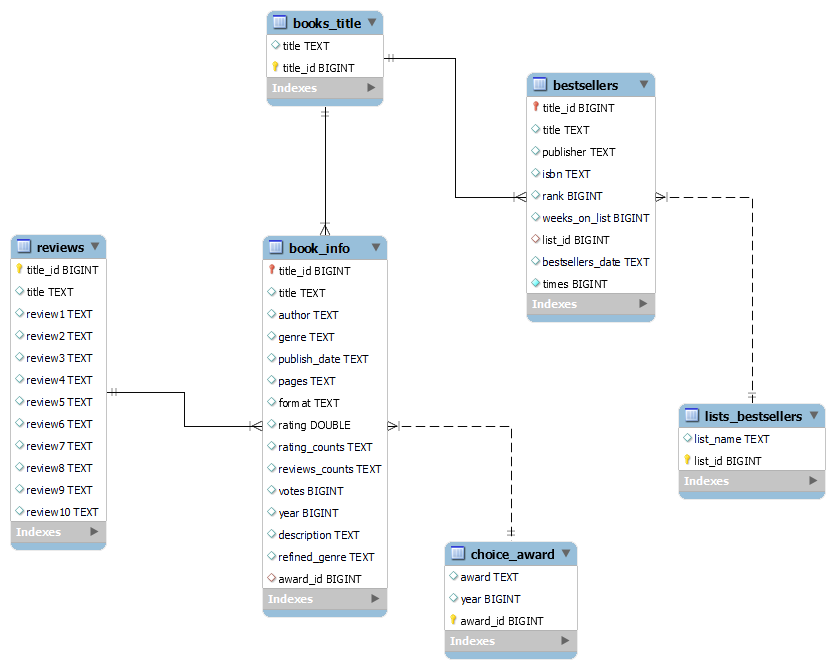 books_title
title TEXT
title_id BIGINT
Indexes
bestsellers
title_id BIGINT
title TEXT
publisher TEXT
isbn TEXT
rank BIGINT
weeks_on_list BIGINT
list_id BIGINT
bestsellers_date TEXT
times BIGINT
Indexes
reviews
title_id BIGINT
title TEXT
review1 TEXT
review2 TEXT
review3 TEXT
review4 TEXT
review5 TEXT
review6 TEXT
review7 TEXT
review8 TEXT
review9 TEXT
review10 TEXT
Indexes
book_info
title_id BIGINT
title TEXT
author TEXT
genre TEXT
publish_date TEXT
pages TEXT
format TEXT
rating DOUBLE
rating_counts TEXT
reviews_counts TEXT
votes BIGINT
year BIGINT
description TEXT
refined_genre TEXT
award_id BIGINT
Indexes
lists_bestsellers
list_name TEXT
list_id BIGINT
Indexes
choice_award
award TEXT
year BIGINT
award_id BIGINT
Indexes